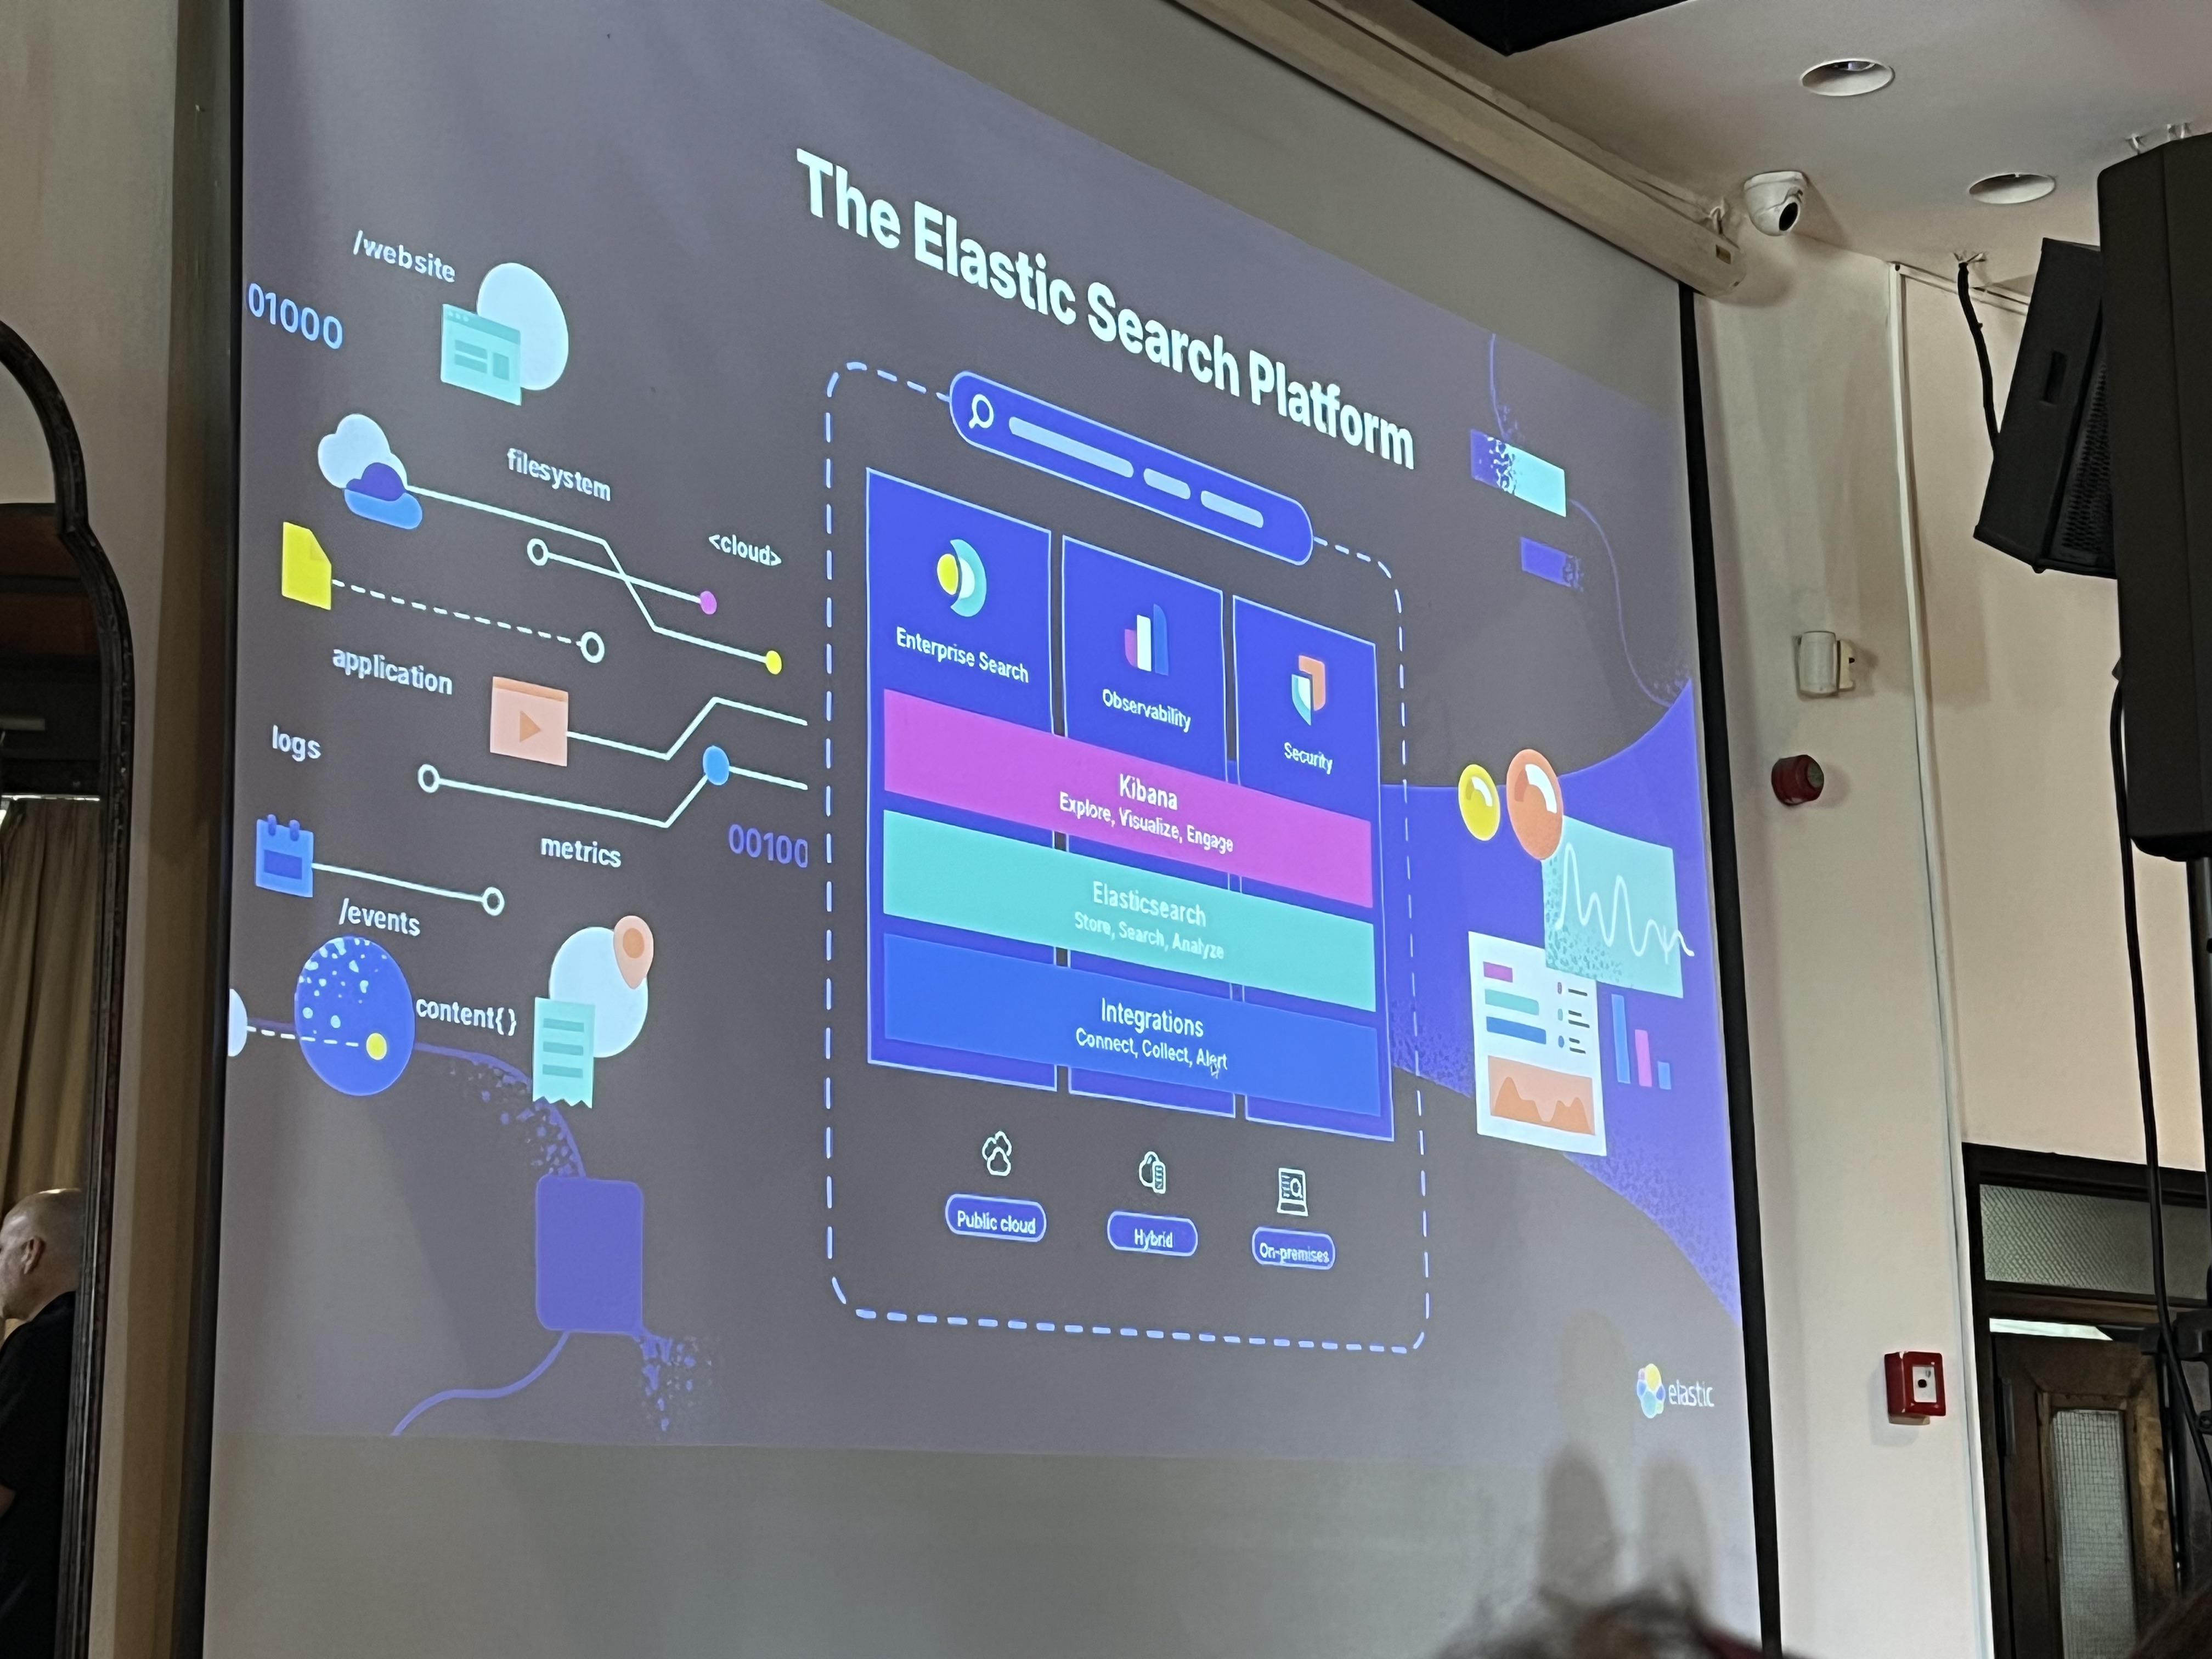 The Elastic Search Platform
/website
01000
filesystem
<cloud>
application
logs
metrics
00100
/events
content{}
Enterprise Search
Observability
Security
Kibana
Explore, Visualize, Engage
Elasticsearch
Store, Search, Analyze
Integrations
Connect, Collect, Alert
Public cloud
Hybrid
On-premises
elastic